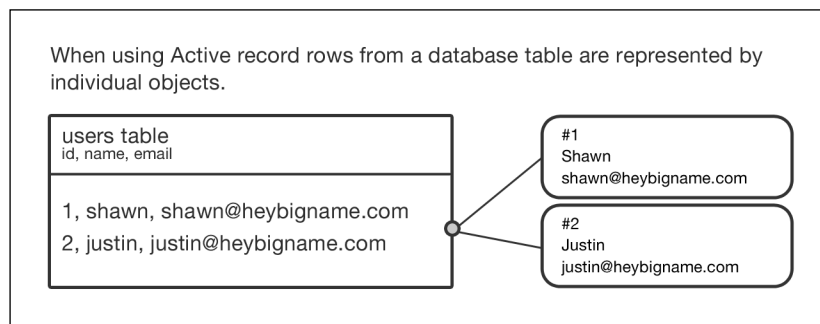 When using Active record rows from a database table are represented by
individual objects.
users table
id, name, email
1, shawn, shawn@heybigname.com
2, justin, justin@heybigname.com
#1
Shawn
shawn@heybigname.com
#2
Justin
justin@heybigname.com